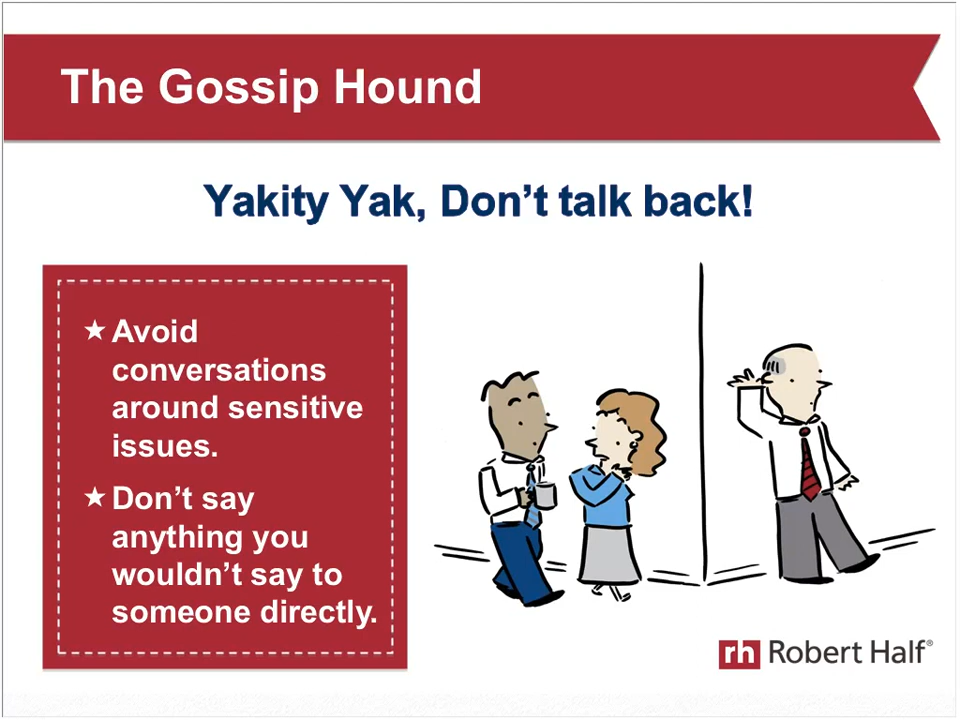 The Gossip Hound
Yakity Yak, Don't talk back!
★ Avoid
conversations
around sensitive
issues.
★ Don't say
anything you
wouldn't say to
someone directly.
rh Robert Half®